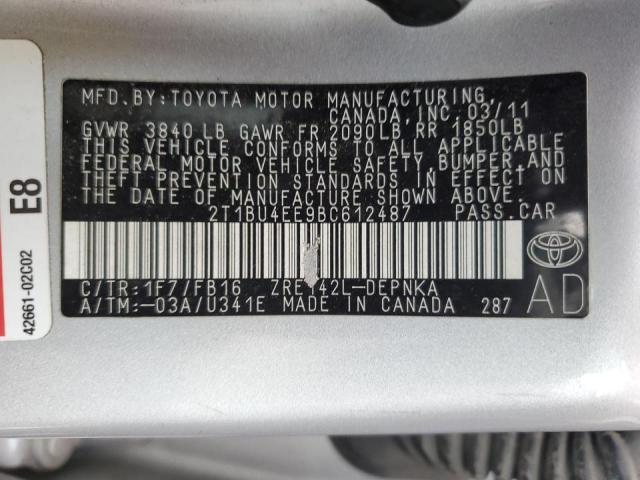 MFD. BY: TOYOTA MOTOR MANUFACTURING,
CANADA, INC. 03/11
GVWR 3840 LB GAWR FR 2090LB RR 1850LB
THIS VEHICLE CONFORMS TO ALL APPLICABLE
FEDERAL MOTOR VEHICLE SAFETY, BUMPER, AND
THEFT PREVENTION STANDARDS IN EFFECT ON
THE DATE OF MANUFACTURE SHOWN ABOVE.
2T1BU4EE9BC612487 PASS.CAR
C/TR:1F7/FB16 ZRE142L-DEPNKA
A/TM:-03A/U341E MADE IN CANADA 287
AD
E8
42661-02C02